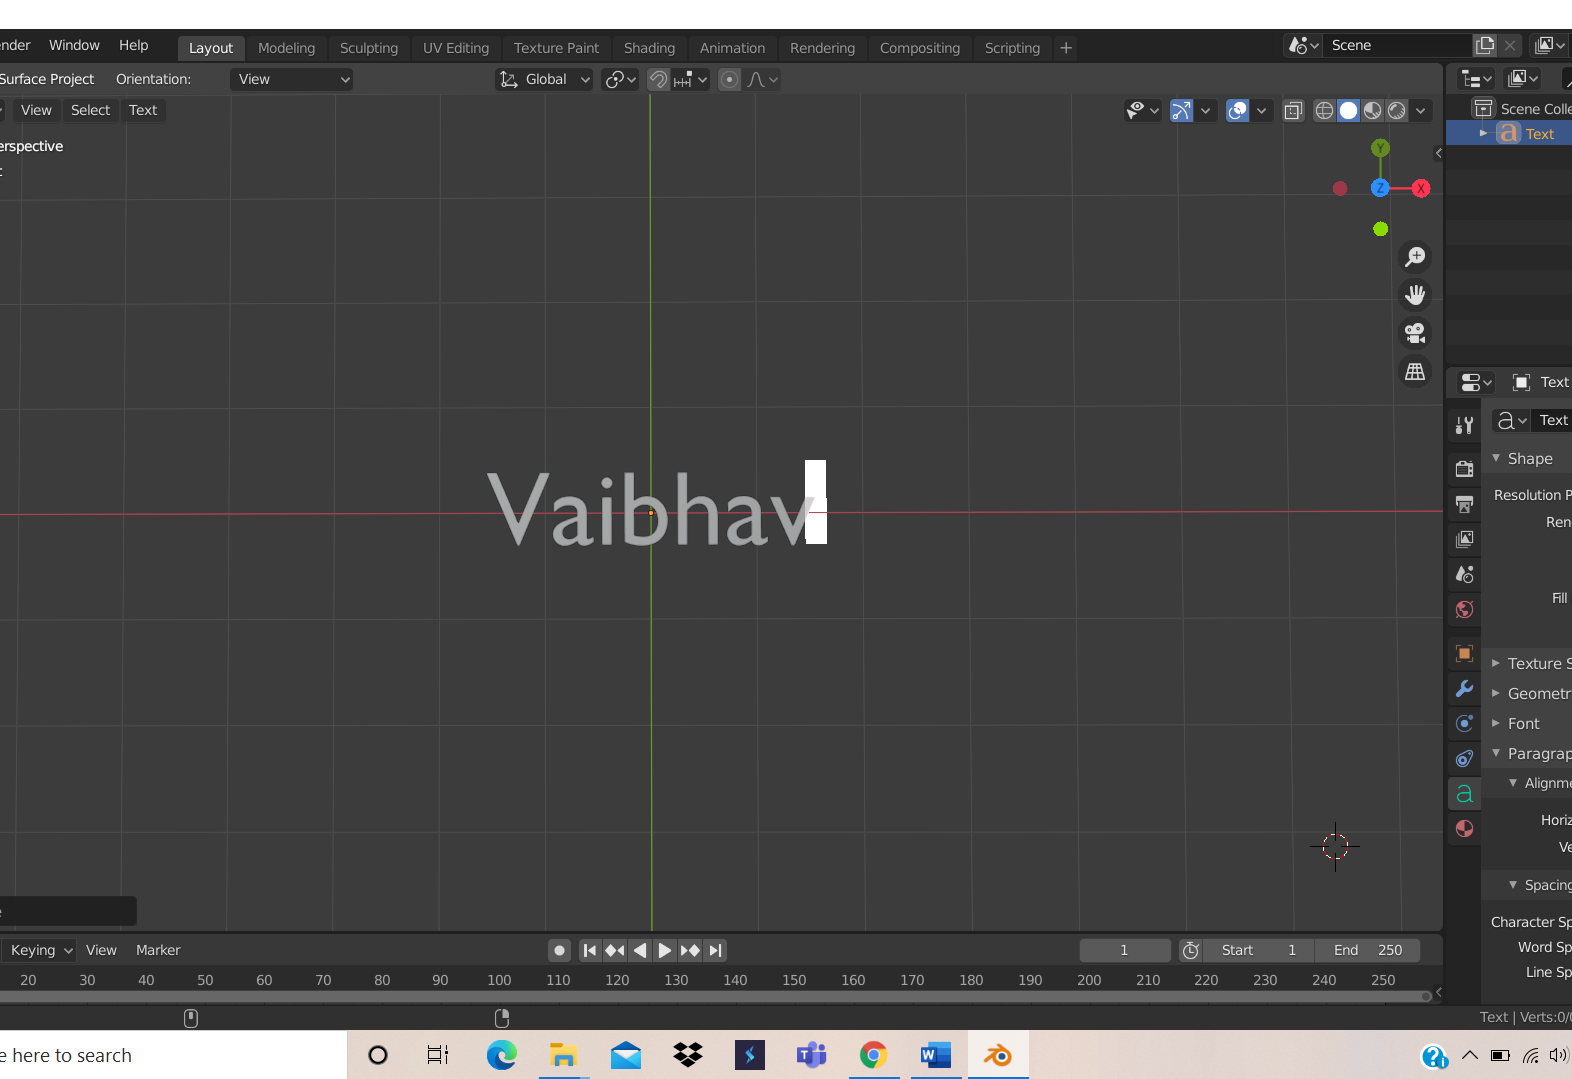 nder Window Help Layout Modeling Sculpting UV Editing Texture Paint Shading Animation Rendering Compositing Scripting + Scene
Surface Project Orientation: View Global
View Select Text
Scene Colle
erspective
Text
Y
Z X
Text
a Text
Shape
Resolution P
Ren
Vaibhav
Fill
Texture S
Geometr
Font
Paragrap
Alignme
Horiz
Ve
Spacing
Character Sp
Word Sp
Line Sp
Keying View Marker 1 Start 1 End 250
20 30 40 50 60 70 80 90 100 110 120 130 140 150 160 170 180 190 200 210 220 230 240 250
Text | Verts:0/0
e here to search